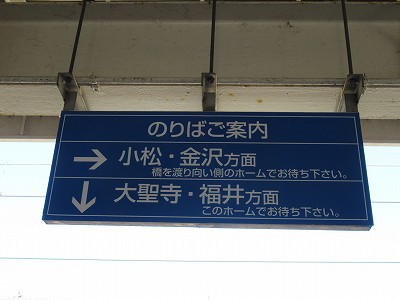 のりばご案内
→ 小松・金沢方面
橋を渡り向い側のホームでお待ち下さい。
↓ 大聖寺・福井方面
このホームでお待ち下さい。